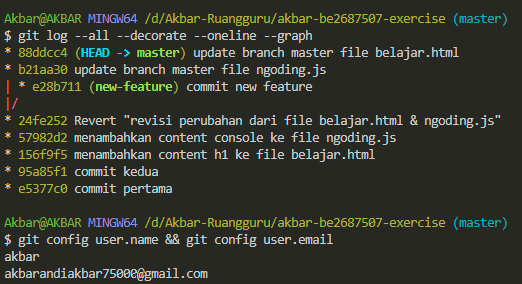 Akbar@AKBAR MINGW64 /d/Akbar-Ruangguru/akbar-be2687507-exercise (master)
$ git log --all --decorate --oneline --graph
* 88ddcc4 (HEAD -> master) update branch master file belajar.html
* b21aa30 update branch master file ngoding.js
| * e28b711 (new-feature) commit new feature
|/
* 24fe252 Revert "revisi perubahan dari file belajar.html & ngoding.js"
* 57982d2 menambahkan content console ke file ngoding.js
* 156f9f5 menambahkan content h1 ke file belajar.html
* 95a85f1 commit kedua
* e5377c0 commit pertama
Akbar@AKBAR MINGW64 /d/Akbar-Ruangguru/akbar-be2687507-exercise (master)
$ git config user.name && git config user.email
akbar
akbarandiakbar75000@gmail.com